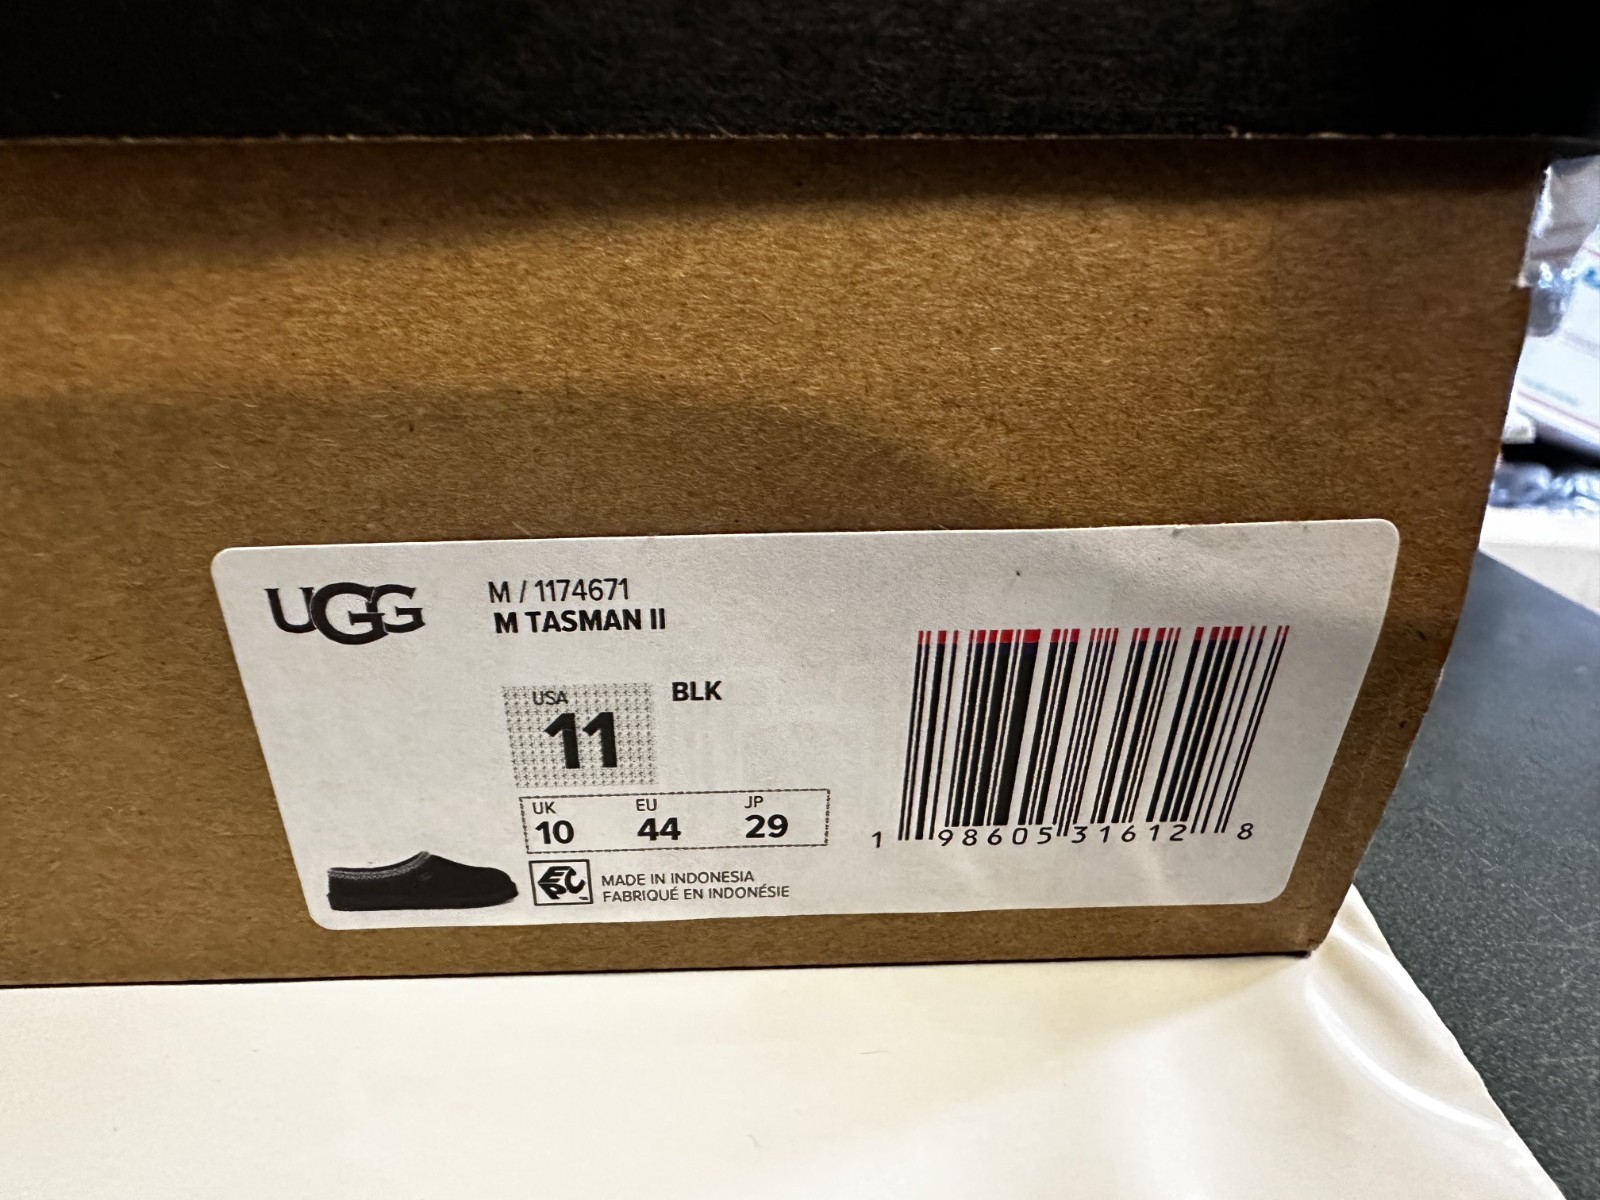 UGG
M / 1174671
M TASMAN II
USA
11
BLK
UK EU JP
10 44 29
EPC
MADE IN INDONESIA
FABRIQUÉ EN INDONÉSIE
1 98605 31612 8